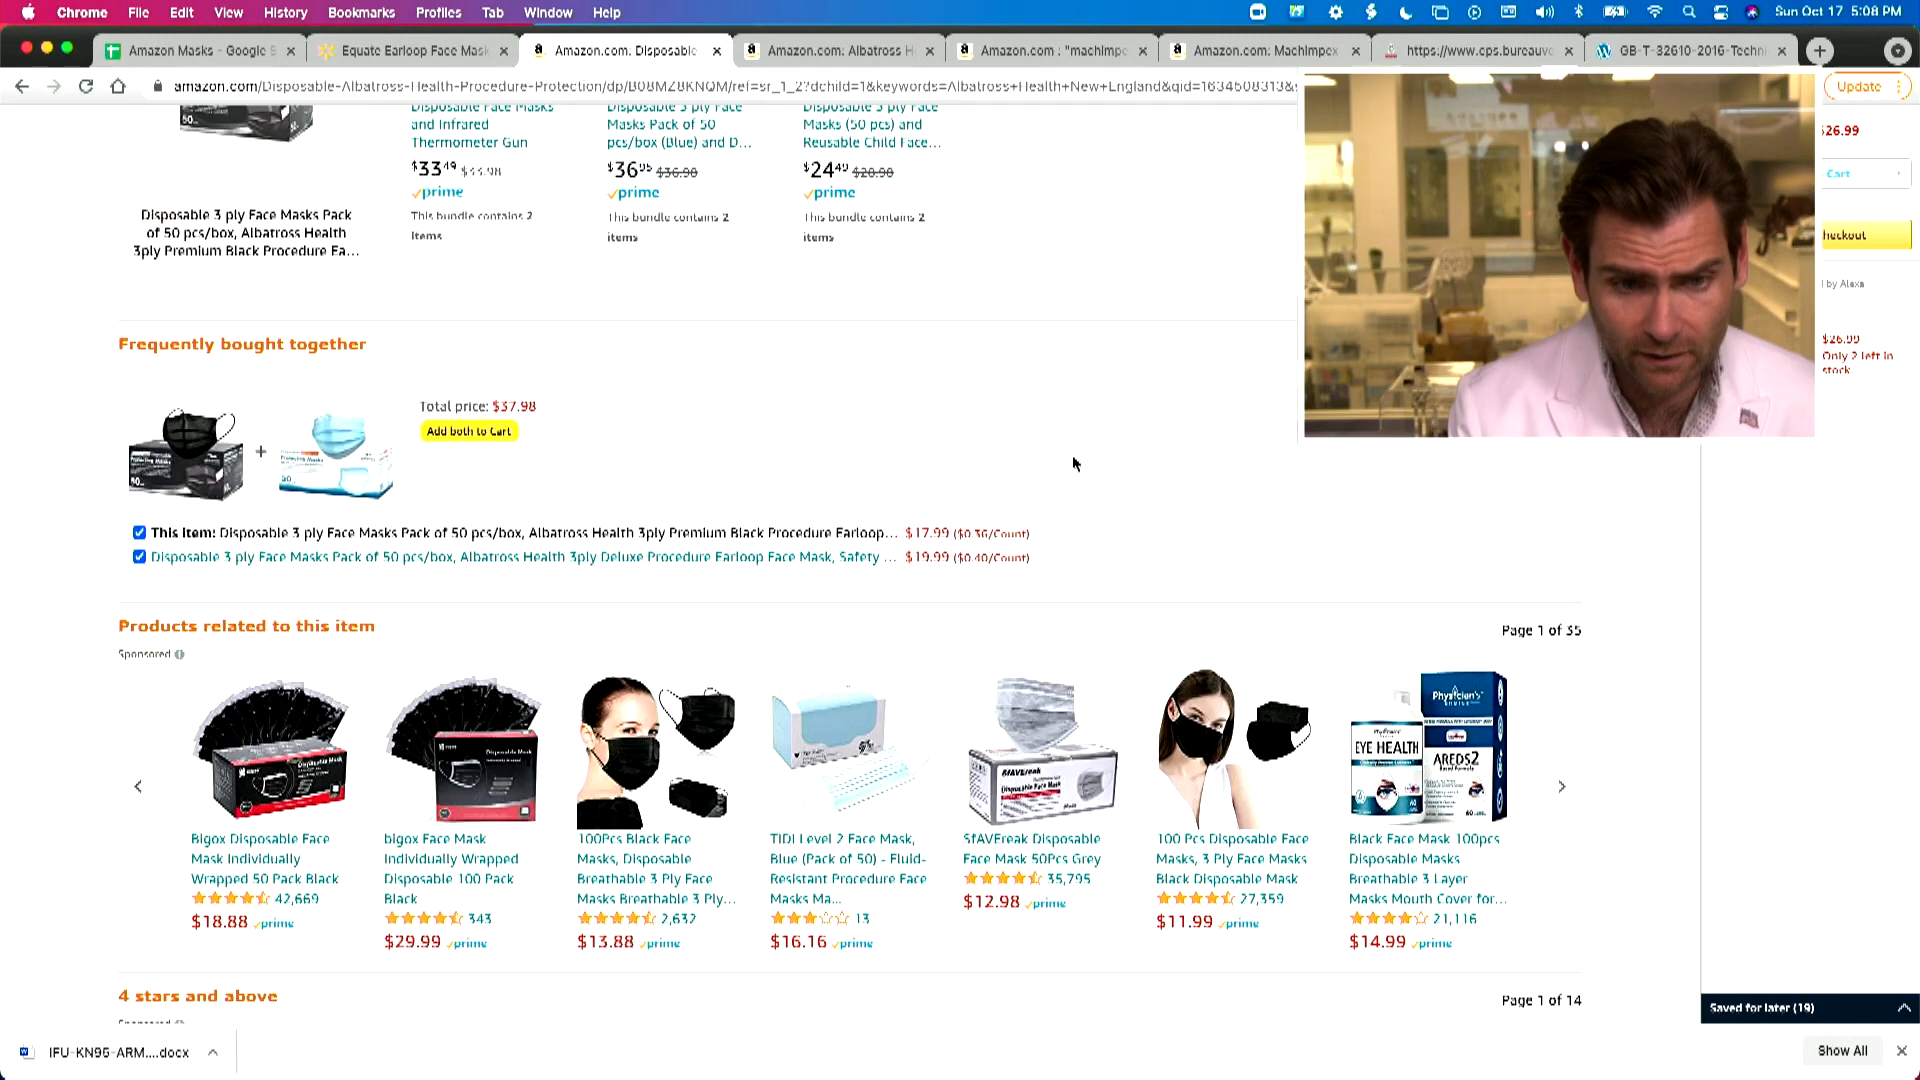 Chrome File Edit View History Bookmarks Profiles Tab Window Help Sun Oct 17 5:08 PM
Amazon Masks - Google S Equate Earloop Face Mask Amazon.com: Disposable Amazon.com: Albatross H Amazon.com : "machimpe Amazon.com: Machimpex https://www.cps.bureauve GB-T-32610-2016-Techni
amazon.com/Disposable-Albatross-Health-Procedure-Protection/dp/B08MZ8KNQM/ref=sr_1_2?dchild=1&keywords=Albatross+Health+New+England&qid=1634508313&s
Update
Disposable 3 ply Face Masks Pack
of 50 pcs/box, Albatross Health
3ply Premium Black Procedure Ea...
Disposable Face Masks
and Infrared
Thermometer Gun
$33.49 $33.98
prime
This bundle contains 2
items
Disposable 3 ply Face
Masks Pack of 50
pcs/box (Blue) and D...
$36.95 $36.98
prime
This bundle contains 2
items
Disposable 3 ply Face
Masks (50 pcs) and
Reusable Child Face...
$24.49 $28.98
prime
This bundle contains 2
items
$26.99
Cart
heckout
d by Alexa
$26.99
Only 2 left in
stock.
Frequently bought together
Total price: $37.98
Add both to Cart
+
This item: Disposable 3 ply Face Masks Pack of 50 pcs/box, Albatross Health 3ply Premium Black Procedure Earloop... $17.99 ($0.36/Count)
Disposable 3 ply Face Masks Pack of 50 pcs/box, Albatross Health 3ply Deluxe Procedure Earloop Face Mask, Safety ... $19.99 ($0.40/Count)
Products related to this item
Page 1 of 35
Sponsored
Physician's
EYE HEALTH
AREDS2
SfAVEreak
Disposable Face Mask
Disposable Mask
Bigox Disposable Face
Mask Individually
Wrapped 50 Pack Black
42,669
$18.88 prime
bigox Face Mask
Individually Wrapped
Disposable 100 Pack
Black
343
$29.99 prime
100Pcs Black Face
Masks, Disposable
Breathable 3 Ply Face
Masks Breathable 3 Ply...
2,632
$13.88 prime
TIDI Level 2 Face Mask,
Blue (Pack of 50) - Fluid-
Resistant Procedure Face
Masks Ma...
13
$16.16 prime
SfAVEreak Disposable
Face Mask 50Pcs Grey
35,795
$12.98 prime
100 Pcs Disposable Face
Masks, 3 Ply Face Masks
Black Disposable Mask
27,359
$11.99 prime
Black Face Mask 100pcs
Disposable Masks
Breathable 3 Layer
Masks Mouth Cover for...
21,116
$14.99 prime
4 stars and above
Page 1 of 14
Sponsored
Saved for later (19)
IFU-KN95-ARM....docx
Show All